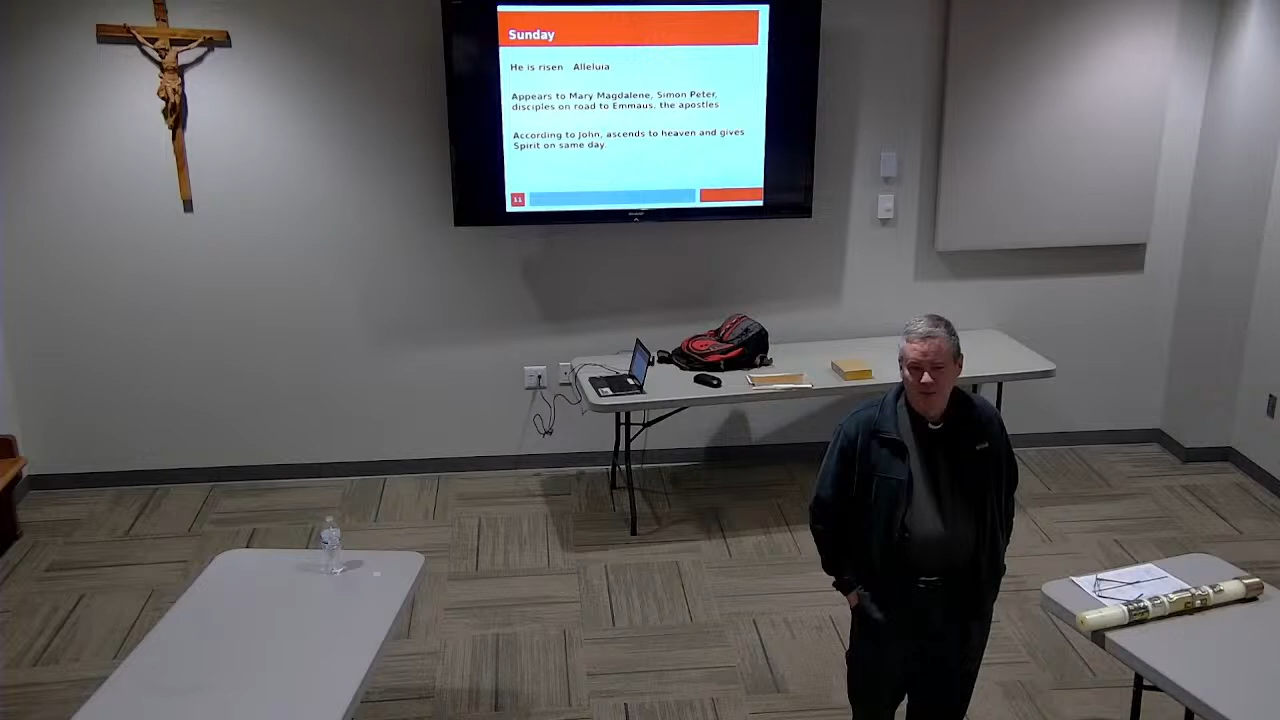 Sunday
He is risen Alleluia
Appears to Mary Magdalene, Simon Peter,
disciples on road to Emmaus, the apostles
According to John, ascends to heaven and gives
Spirit on same day.
11
SHARP